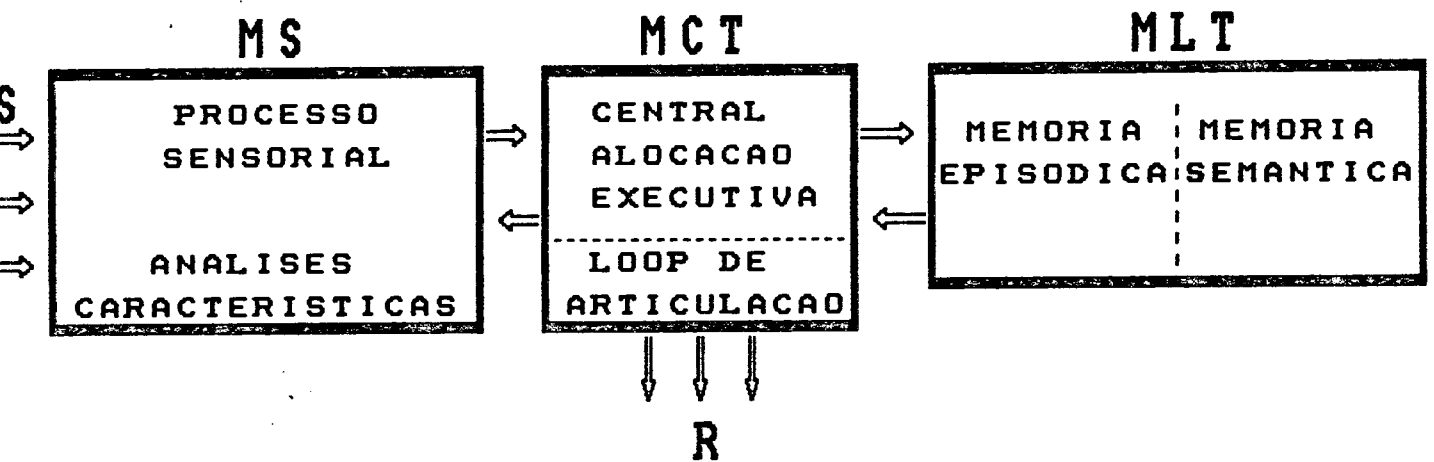 MS
MCT
MLT
S
PROCESSO
SENSORIAL
ANALISES
CARACTERISTICAS
CENTRAL
ALOCACAO
EXECUTIVA
LOOP DE
ARTICULACAO
MEMORIA
EPISODICA
MEMORIA
SEMANTICA
R